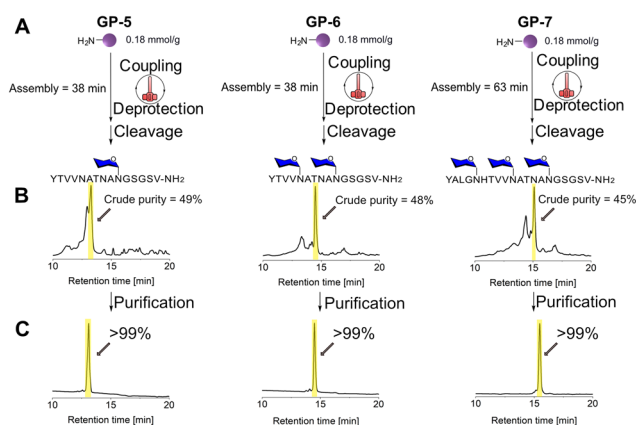 A
GP-5 GP-6 GP-7
H2N 0.18 mmol/g H2N 0.18 mmol/g H2N 0.18 mmol/g
Coupling Coupling Coupling
Assembly = 38 min Assembly = 38 min Assembly = 63 min
Deprotection Deprotection Deprotection
Cleavage Cleavage Cleavage
O O O O O O
YTVVNATNANGSGSV-NH2 YTVVNATNANGSGSV-NH2 YALGNHTVVNATNANGSGSV-NH2
B
Crude purity = 49% Crude purity = 48% Crude purity = 45%
10 15 20 10 15 20 10 15 20
Retention time [min] Retention time [min] Retention time [min]
Purification Purification Purification
C
>99% >99% >99%
10 15 20 10 15 20 10 15 20
Retention time [min] Retention time [min] Retention time [min]